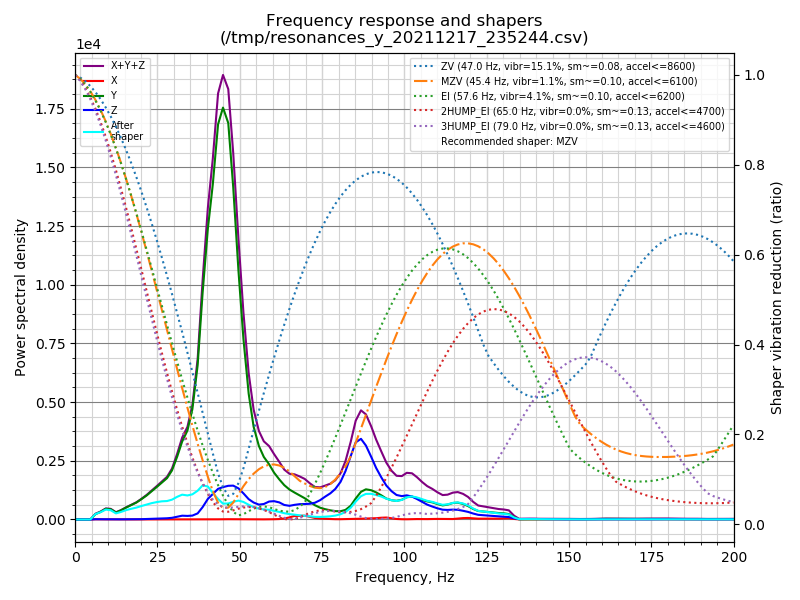 Frequency response and shapers
(/tmp/resonances_y_20211217_235244.csv)
1e4
X+Y+Z
X
Y
Z
After
shaper
ZV (47.0 Hz, vibr=15.1%, sm~=0.08, accel<=8600)
MZV (45.4 Hz, vibr=1.1%, sm~=0.10, accel<=6100)
EI (57.6 Hz, vibr=4.1%, sm~=0.10, accel<=6200)
2HUMP_EI (65.0 Hz, vibr=0.0%, sm~=0.13, accel<=4700)
3HUMP_EI (79.0 Hz, vibr=0.0%, sm~=0.13, accel<=4600)
Recommended shaper: MZV
Power spectral density
1.75
1.50
1.25
1.00
0.75
0.50
0.25
0.00
1.0
0.8
0.6
0.4
0.2
0.0
Shaper vibration reduction (ratio)
0 25 50 75 100 125 150 175 200
Frequency, Hz